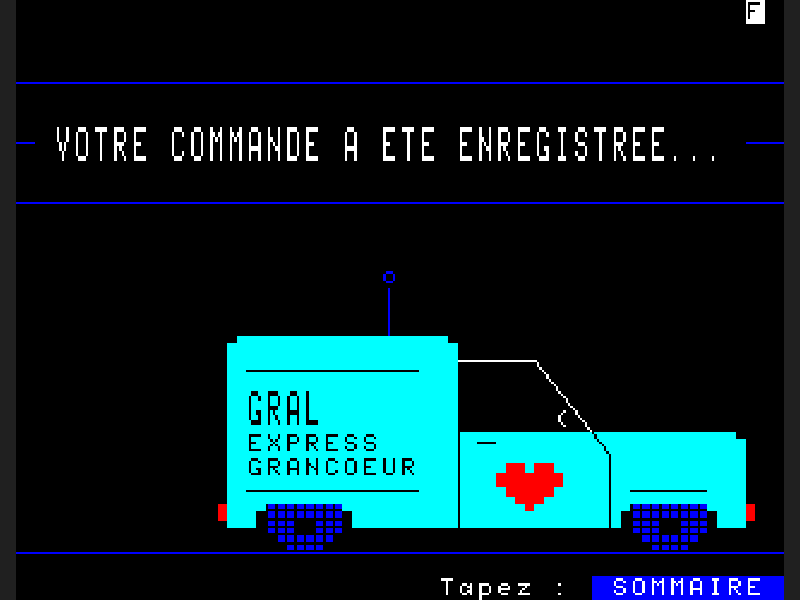 F
VOTRE COMMANDE A ETE ENREGISTREE...
GRAL
EXPRESS
GRANCOEUR
Tapez : SOMMAIRE